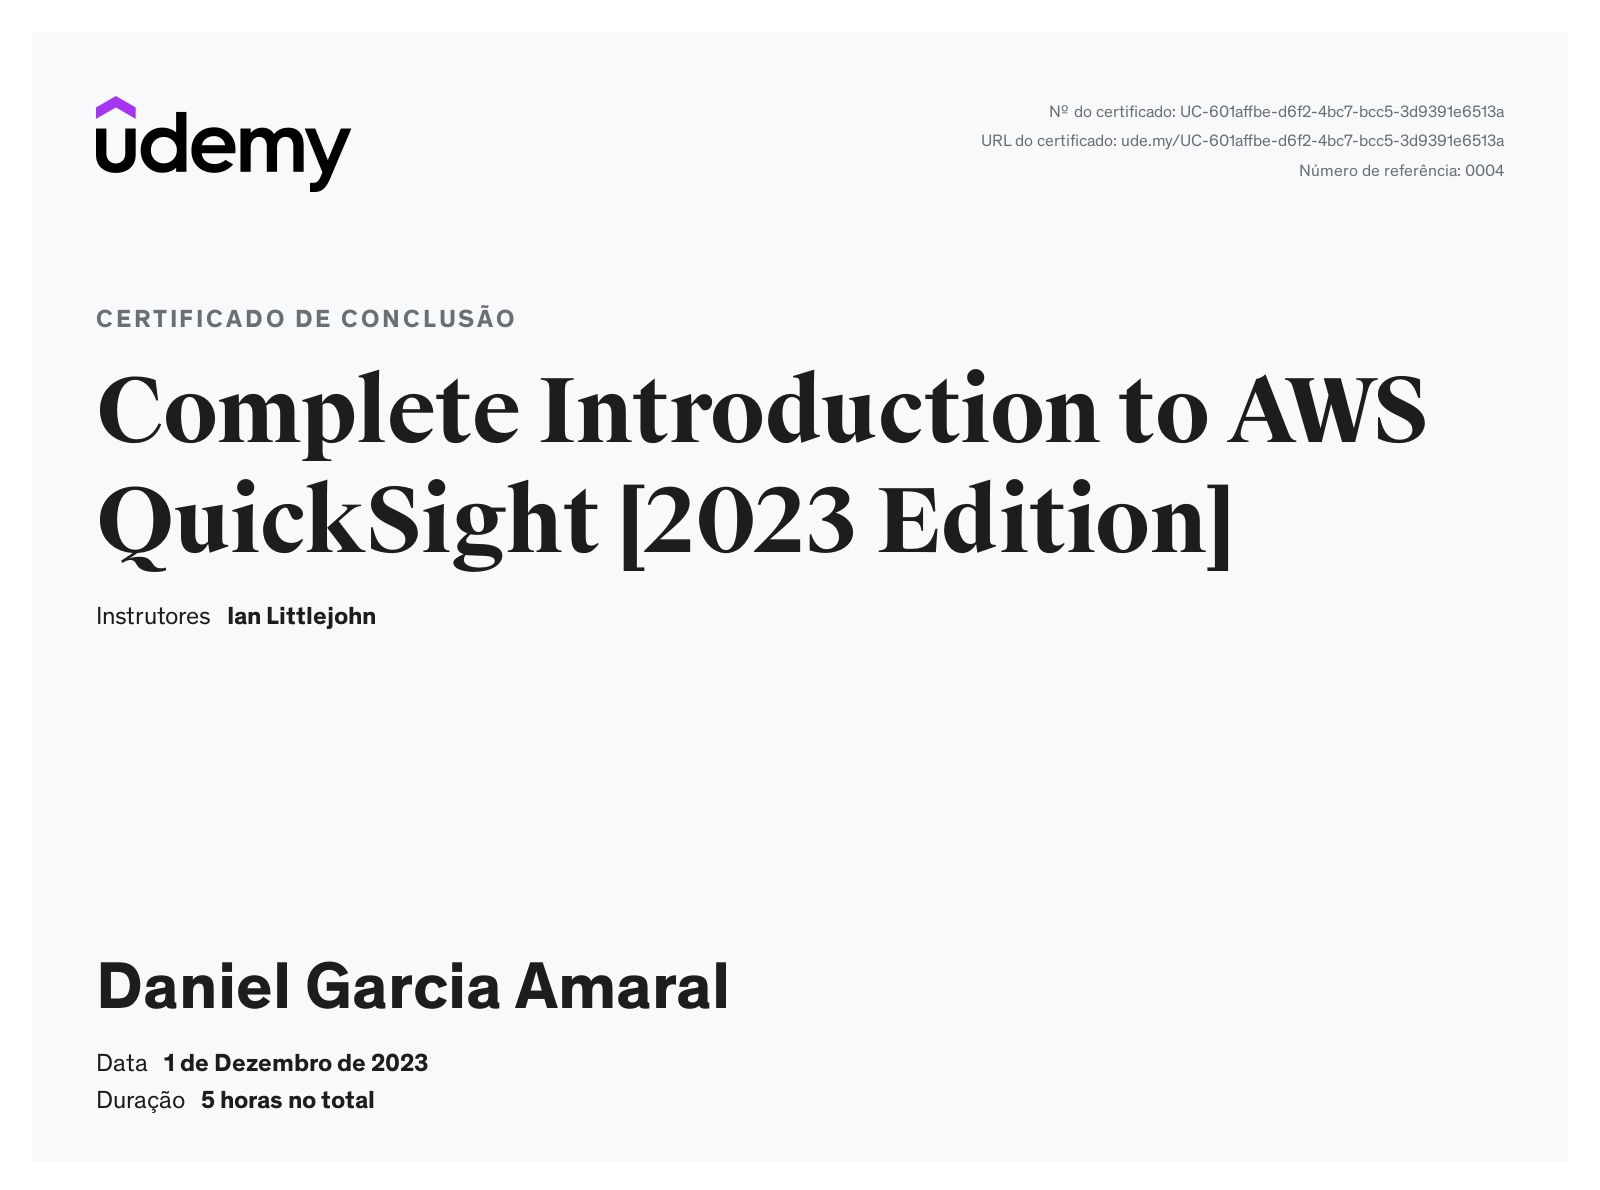 udemy
Nº do certificado: UC-601affbe-d6f2-4bc7-bcc5-3d9391e6513a
URL do certificado: ude.my/UC-601affbe-d6f2-4bc7-bcc5-3d9391e6513a
Número de referência: 0004
CERTIFICADO DE CONCLUSÃO
Complete Introduction to AWS
QuickSight [2023 Edition]
Instrutores Ian Littlejohn
Daniel Garcia Amaral
Data 1 de Dezembro de 2023
Duração 5 horas no total